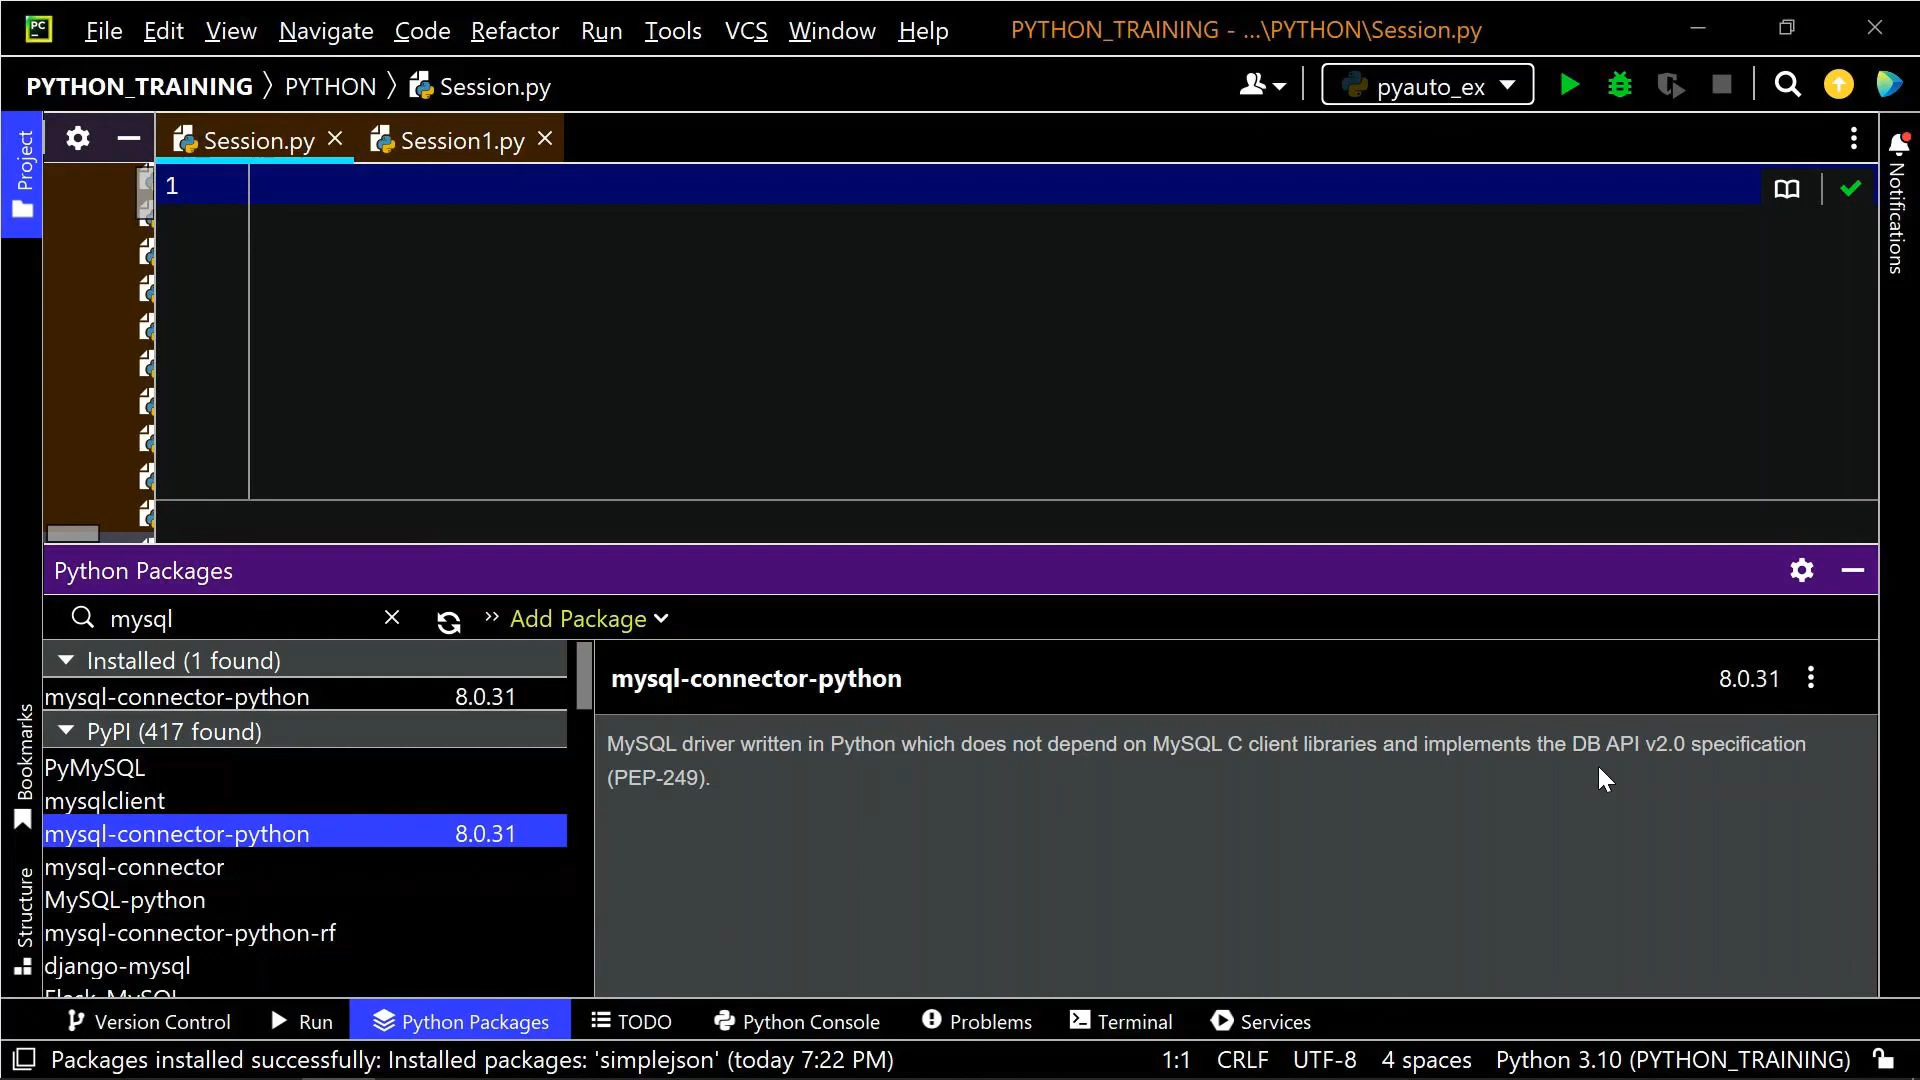 PC
File Edit View Navigate Code Refactor Run Tools VCS Window Help PYTHON_TRAINING - ...\PYTHON\Session.py
PYTHON_TRAINING PYTHON Session.py pyauto_ex
Project
Session.py Session1.py
Notifications
1
Python Packages
mysql Add Package
Installed (1 found)
mysql-connector-python 8.0.31
PyPI (417 found)
PyMySQL
mysqlclient
mysql-connector-python 8.0.31
mysql-connector
MySQL-python
mysql-connector-python-rf
django-mysql
Flask-MySQL
mysql-connector-python 8.0.31
MySQL driver written in Python which does not depend on MySQL C client libraries and implements the DB API v2.0 specification
(PEP-249).
Bookmarks
Structure
Version Control Run Python Packages TODO Python Console Problems Terminal Services
Packages installed successfully: Installed packages: 'simplejson' (today 7:22 PM) 1:1 CRLF UTF-8 4 spaces Python 3.10 (PYTHON_TRAINING)